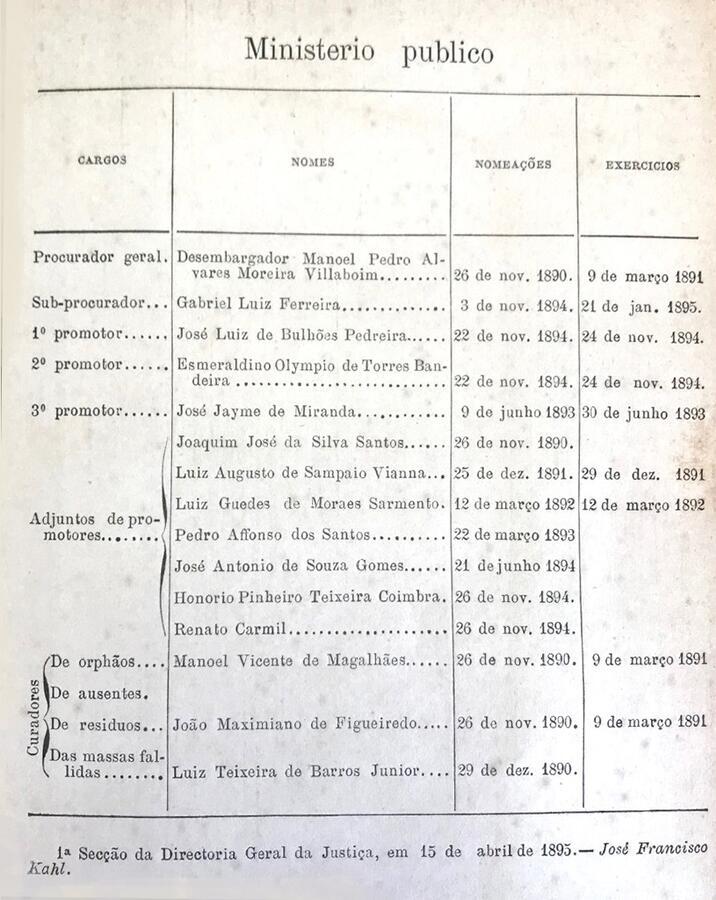 Ministerio publico
CARGOS NOMES NOMEAÇÕES EXERCICIOS
Procurador geral. Desembargador Manoel Pedro Al-
vares Moreira Villaboim......... 26 de nov. 1890. 9 de março 1891
Sub-procurador... Gabriel Luiz Ferreira.............. 3 de nov. 1894. 21 de jan. 1895.
1º promotor...... José Luiz de Bulhões Pedreira...... 22 de nov. 1894. 24 de nov. 1894.
2º promotor...... Esmeraldino Olympio de Torres Ban-
deira ............................ 22 de nov. 1894. 24 de nov. 1894.
3º promotor...... José Jayme de Miranda............ 9 de junho 1893 30 de junho 1893
Joaquim José da Silva Santos...... 26 de nov. 1890.
Luiz Augusto de Sampaio Vianna... 25 de dez. 1891. 29 de dez. 1891
Luiz Guedes de Moraes Sarmento. 12 de março 1892 12 de março 1892
Adjuntos de pro-
motores........ Pedro Affonso dos Santos.......... 22 de março 1893
José Antonio de Souza Gomes...... 21 de junho 1894
Honorio Pinheiro Teixeira Coimbra. 26 de nov. 1894.
Renato Carmil..................... 26 de nov. 1894.
Curadores
De orphãos.... Manoel Vicente de Magalhães...... 26 de nov. 1890. 9 de março 1891
De ausentes.
De residuos... João Maximiano de Figueiredo..... 26 de nov. 1890. 9 de março 1891
Das massas fal-
lidas........ Luiz Teixeira de Barros Junior.... 29 de dez. 1890.
1ª Secção da Directoria Geral da Justiça, em 15 de abril de 1895.— José Francisco
Kahl.